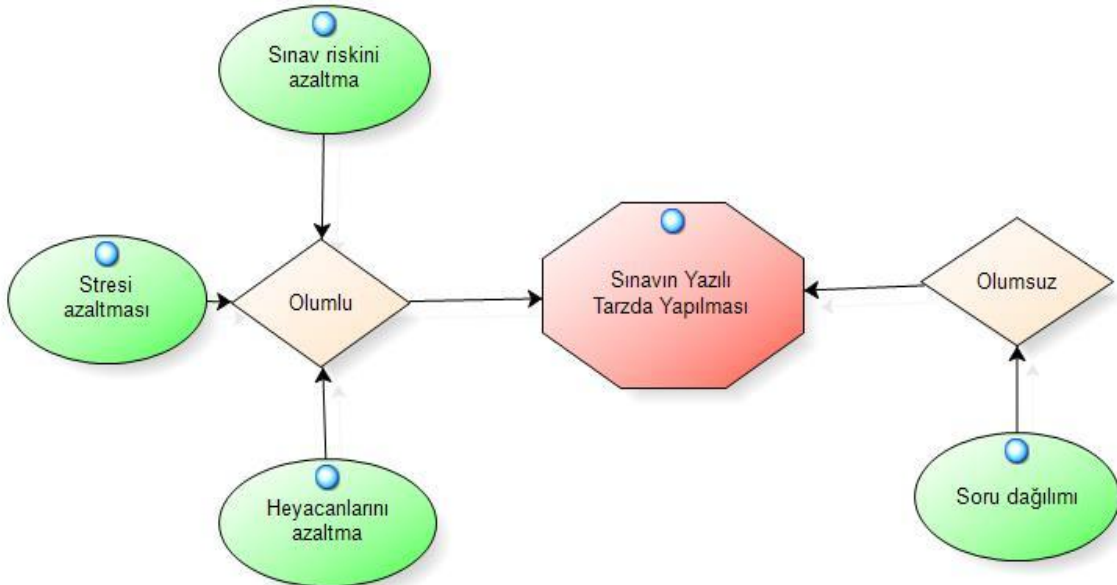 Sınav riskini
azaltma
Stresi
azaltması
Olumlu
Sınavın Yazılı
Tarzda Yapılması
Olumsuz
Heyacanlarını
azaltma
Soru dağılımı